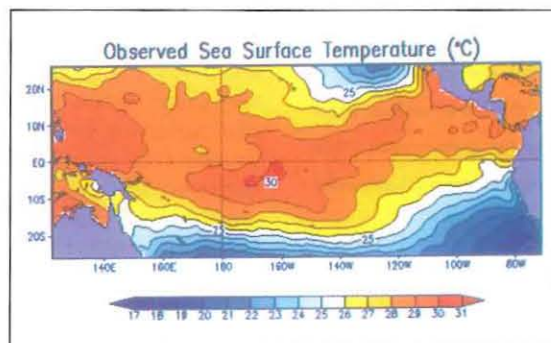 Observed Sea Surface Temperature (°C)
20N
10N
EQ
10S
20S
25
30
25
25
140E 160E 180 160W 140W 120W 100W 80W
17 18 19 20 21 22 23 24 25 26 27 28 29 30 31